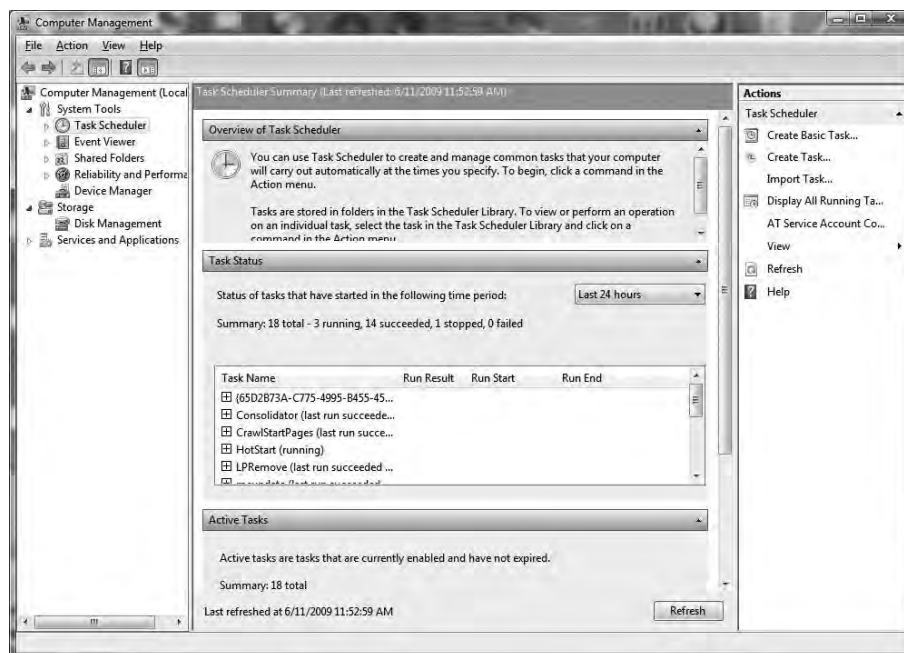 Computer Management
File Action View Help
Computer Management (Local
System Tools
Task Scheduler
Event Viewer
Shared Folders
Reliability and Performa
Device Manager
Storage
Disk Management
Services and Applications
Task Scheduler Summary (Last refreshed: 6/11/2009 11:52:59 AM)
Overview of Task Scheduler
You can use Task Scheduler to create and manage common tasks that your computer
will carry out automatically at the times you specify. To begin, click a command in the
Action menu.
Tasks are stored in folders in the Task Scheduler Library. To view or perform an operation
on an individual task, select the task in the Task Scheduler Library and click on a
command in the Action menu.
Task Status
Status of tasks that have started in the following time period:
Last 24 hours
Summary: 18 total - 3 running, 14 succeeded, 1 stopped, 0 failed
Task Name Run Result Run Start Run End
{65D2B73A-C775-4995-B455-45...
Consolidator (last run succeede...
CrawlStartPages (last run succe...
HotStart (running)
LPRemove (last run succeeded ...
Active Tasks
Active tasks are tasks that are currently enabled and have not expired.
Summary: 18 total
Last refreshed at 6/11/2009 11:52:59 AM
Refresh
Actions
Task Scheduler
Create Basic Task...
Create Task...
Import Task...
Display All Running Ta...
AT Service Account Co...
View
Refresh
Help